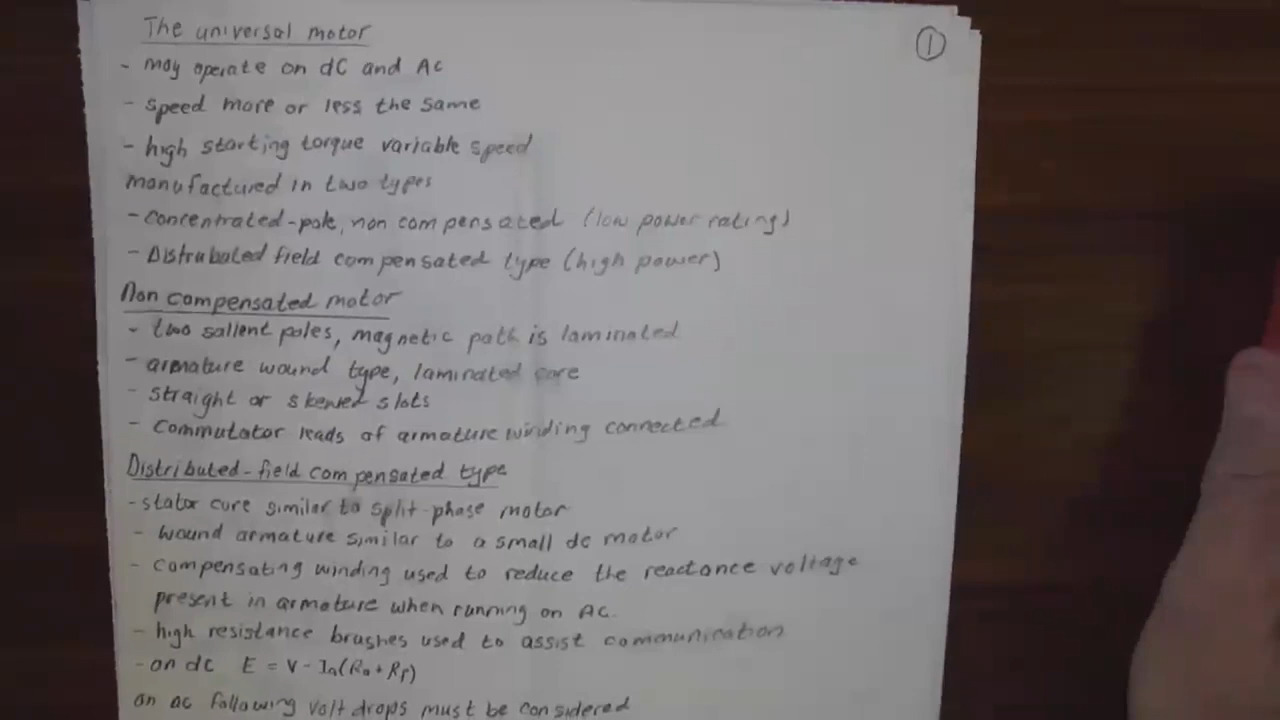 The universal motor
①
- may operate on dC and AC
- speed more or less the same
- high starting torque variable speed
manufactured in two types
- concentrated-pole, non compensated (low power rating)
- Distrubated field compensated type (high power)
Non compensated motor
- two sallent poles, magnetic path is laminated
- armature wound type, laminated core
- straight or skewed slots
- commutator leads of armature winding connected
Distributed-field compensated type
- stator core similar to split-phase motor
- wound armature similar to a small dc motor
- compensating winding used to reduce the reactance voltage
present in armature when running on AC.
- high resistance brushes used to assist communication
- on dc E = V - Ia(Ra + Rf)
on ac following volt drops must be considered